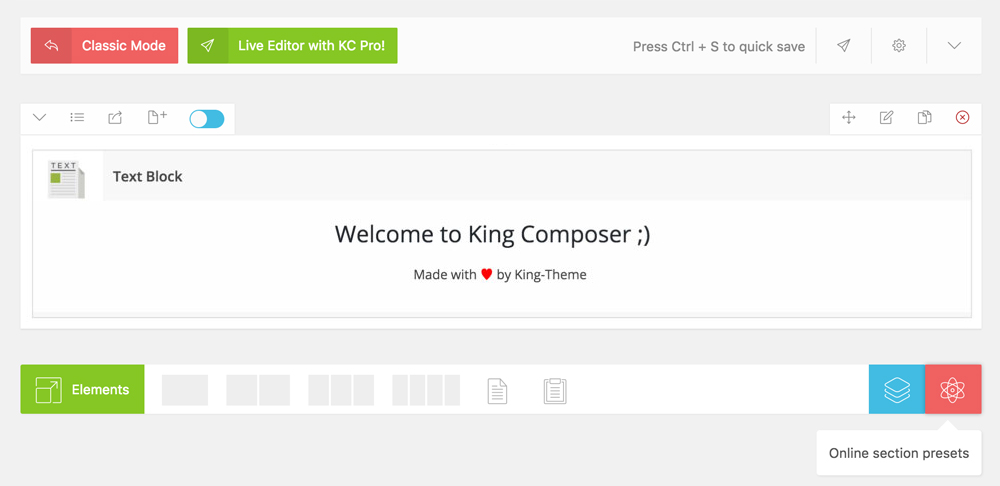 Classic Mode
Live Editor with KC Pro!
Press Ctrl + S to quick save
TEXT
Text Block
Welcome to King Composer ;)
Made with ♥ by King-Theme
Elements
Online section presets